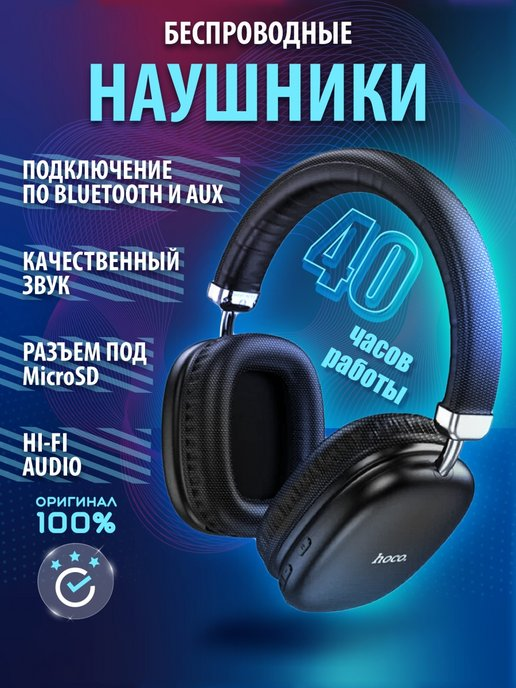 БЕСПРОВОДНЫЕ
НАУШНИКИ
ПОДКЛЮЧЕНИЕ
ПО BLUETOOTH И AUX
КАЧЕСТВЕННЫЙ
ЗВУК
РАЗЪЕМ ПОД
MicroSD
HI-FI
AUDIO
ОРИГИНАЛ
100%
40
часов
работы
hoco.